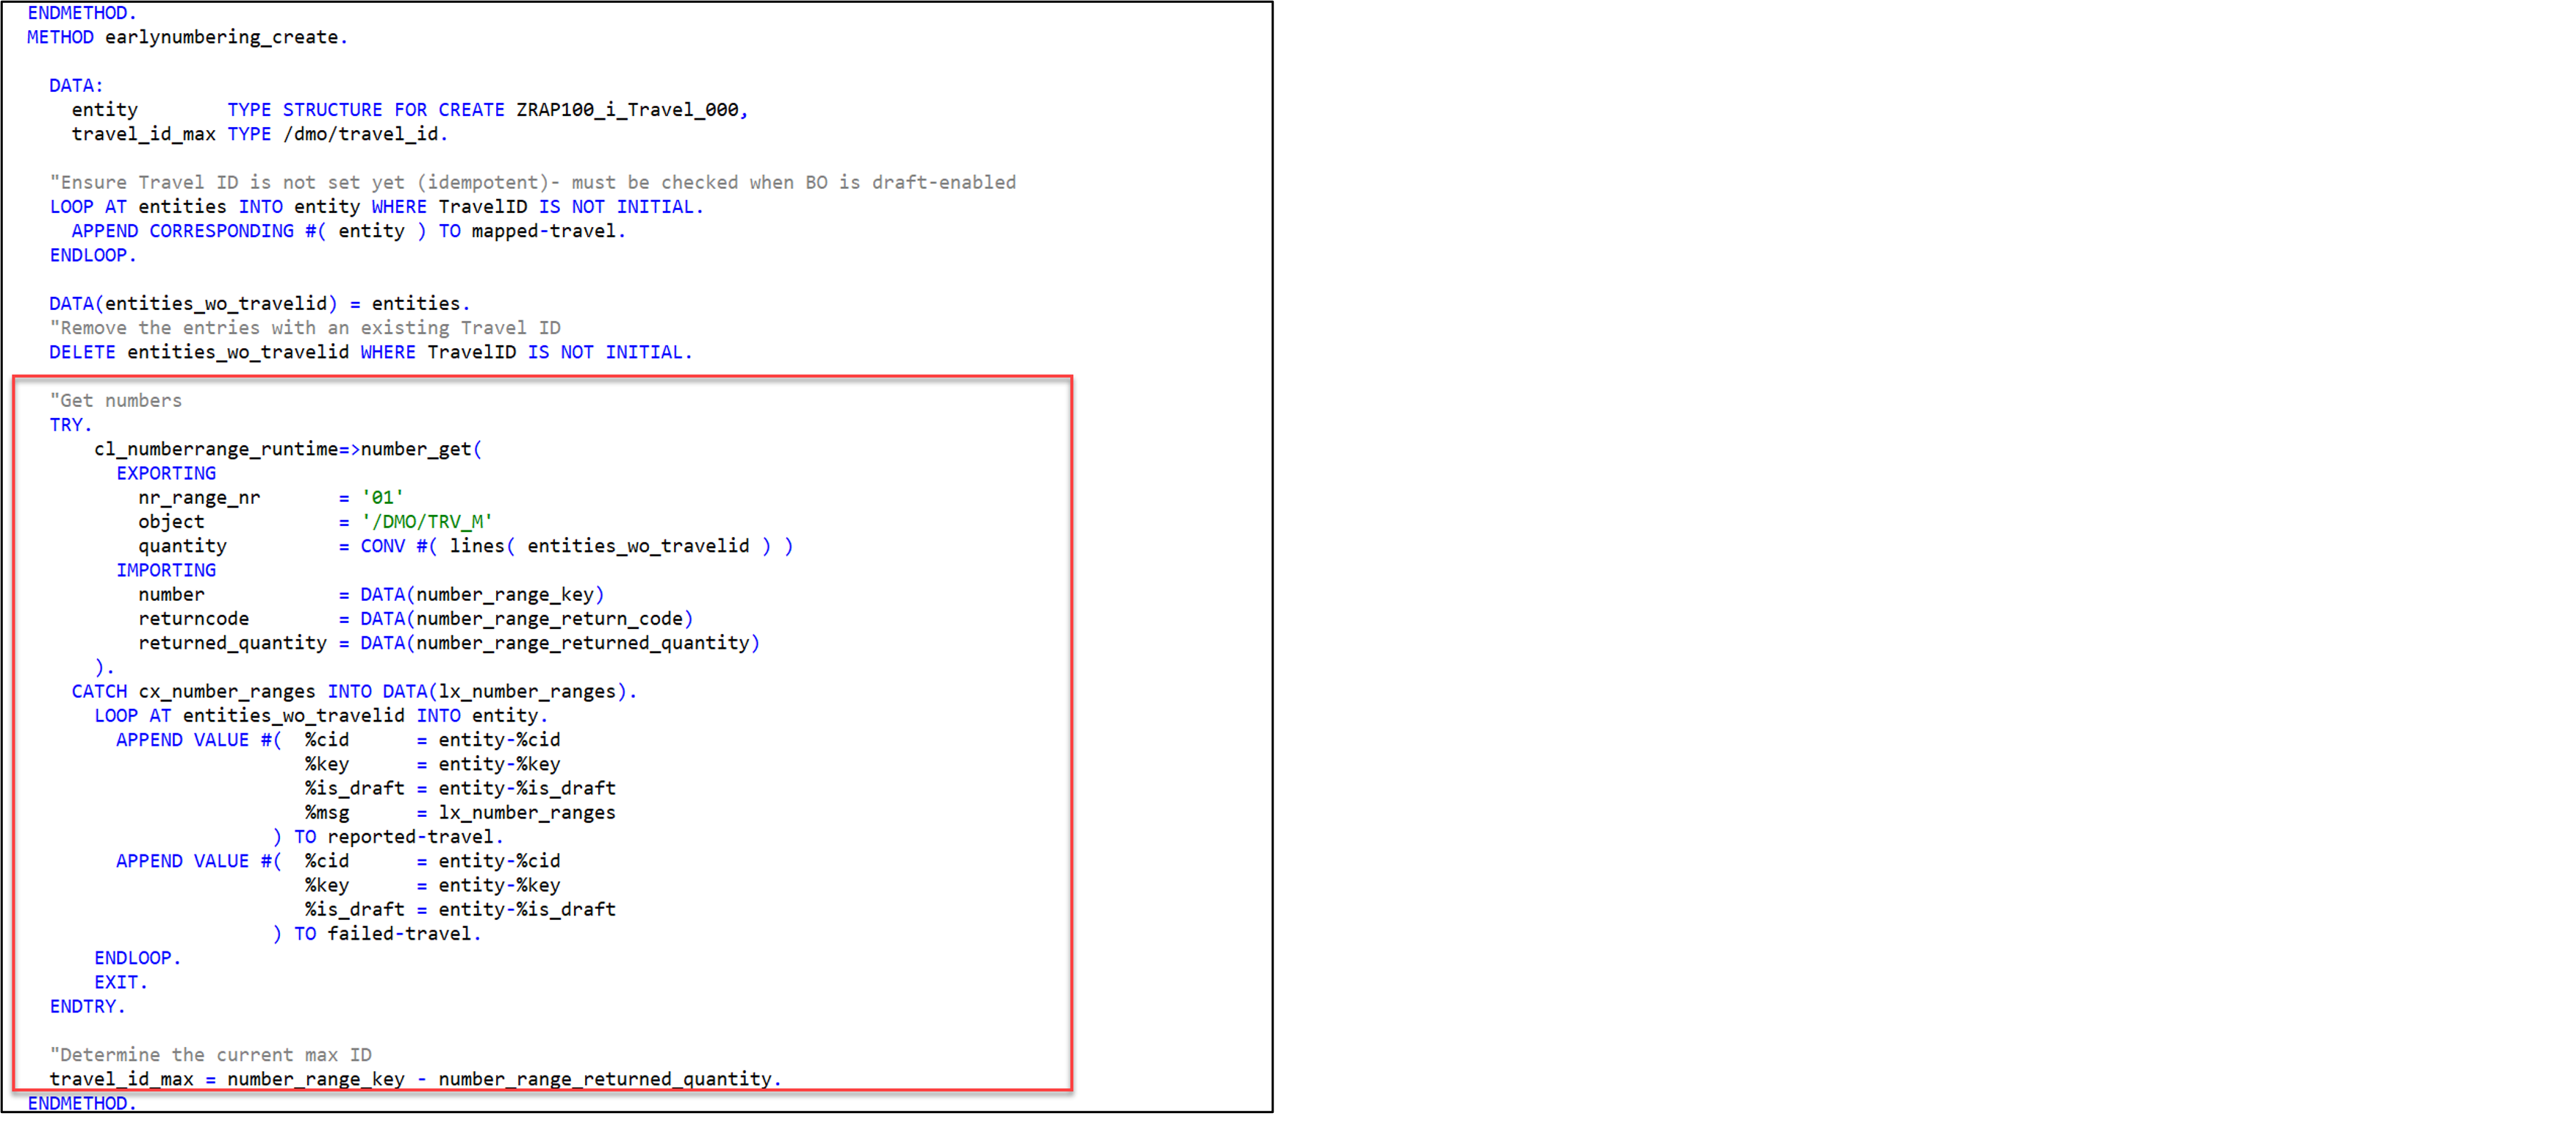 ENDMETHOD.
METHOD earlynumbering_create.
DATA:
entity        TYPE STRUCTURE FOR CREATE ZRAP100_i_Travel_000,
travel_id_max TYPE /dmo/travel_id.
"Ensure Travel ID is not set yet (idempotent)- must be checked when BO is draft-enabled
LOOP AT entities INTO entity WHERE TravelID IS NOT INITIAL.
APPEND CORRESPONDING #( entity ) TO mapped-travel.
ENDLOOP.
DATA(entities_wo_travelid) = entities.
"Remove the entries with an existing Travel ID
DELETE entities_wo_travelid WHERE TravelID IS NOT INITIAL.
"Get numbers
TRY.
cl_numberrange_runtime=>number_get(
EXPORTING
nr_range_nr       = '01'
object            = '/DMO/TRV_M'
quantity          = CONV #( lines( entities_wo_travelid ) )
IMPORTING
number            = DATA(number_range_key)
returncode        = DATA(number_range_return_code)
returned_quantity = DATA(number_range_returned_quantity)
).
CATCH cx_number_ranges INTO DATA(lx_number_ranges).
LOOP AT entities_wo_travelid INTO entity.
APPEND VALUE #(  %cid      = entity-%cid
%key      = entity-%key
%is_draft = entity-%is_draft
%msg      = lx_number_ranges
) TO reported-travel.
APPEND VALUE #(  %cid      = entity-%cid
%key      = entity-%key
%is_draft = entity-%is_draft
) TO failed-travel.
ENDLOOP.
EXIT.
ENDTRY.
"Determine the current max ID
travel_id_max = number_range_key - number_range_returned_quantity.
ENDMETHOD.